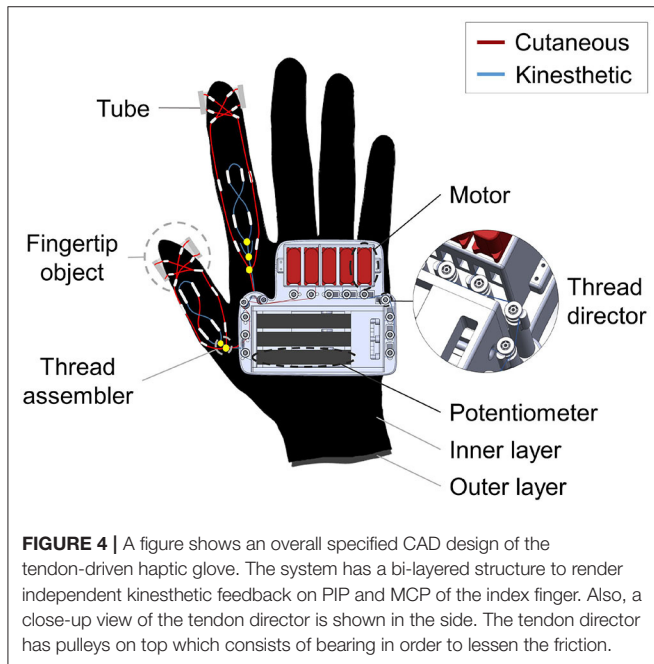 Cutaneous
Kinesthetic
Tube
Motor
Fingertip
object
Thread
director
Thread
assembler
Potentiometer
Inner layer
Outer layer
FIGURE 4 | A figure shows an overall specified CAD design of the
tendon-driven haptic glove. The system has a bi-layered structure to render
independent kinesthetic feedback on PIP and MCP of the index finger. Also, a
close-up view of the tendon director is shown in the side. The tendon director
has pulleys on top which consists of bearing in order to lessen the friction.